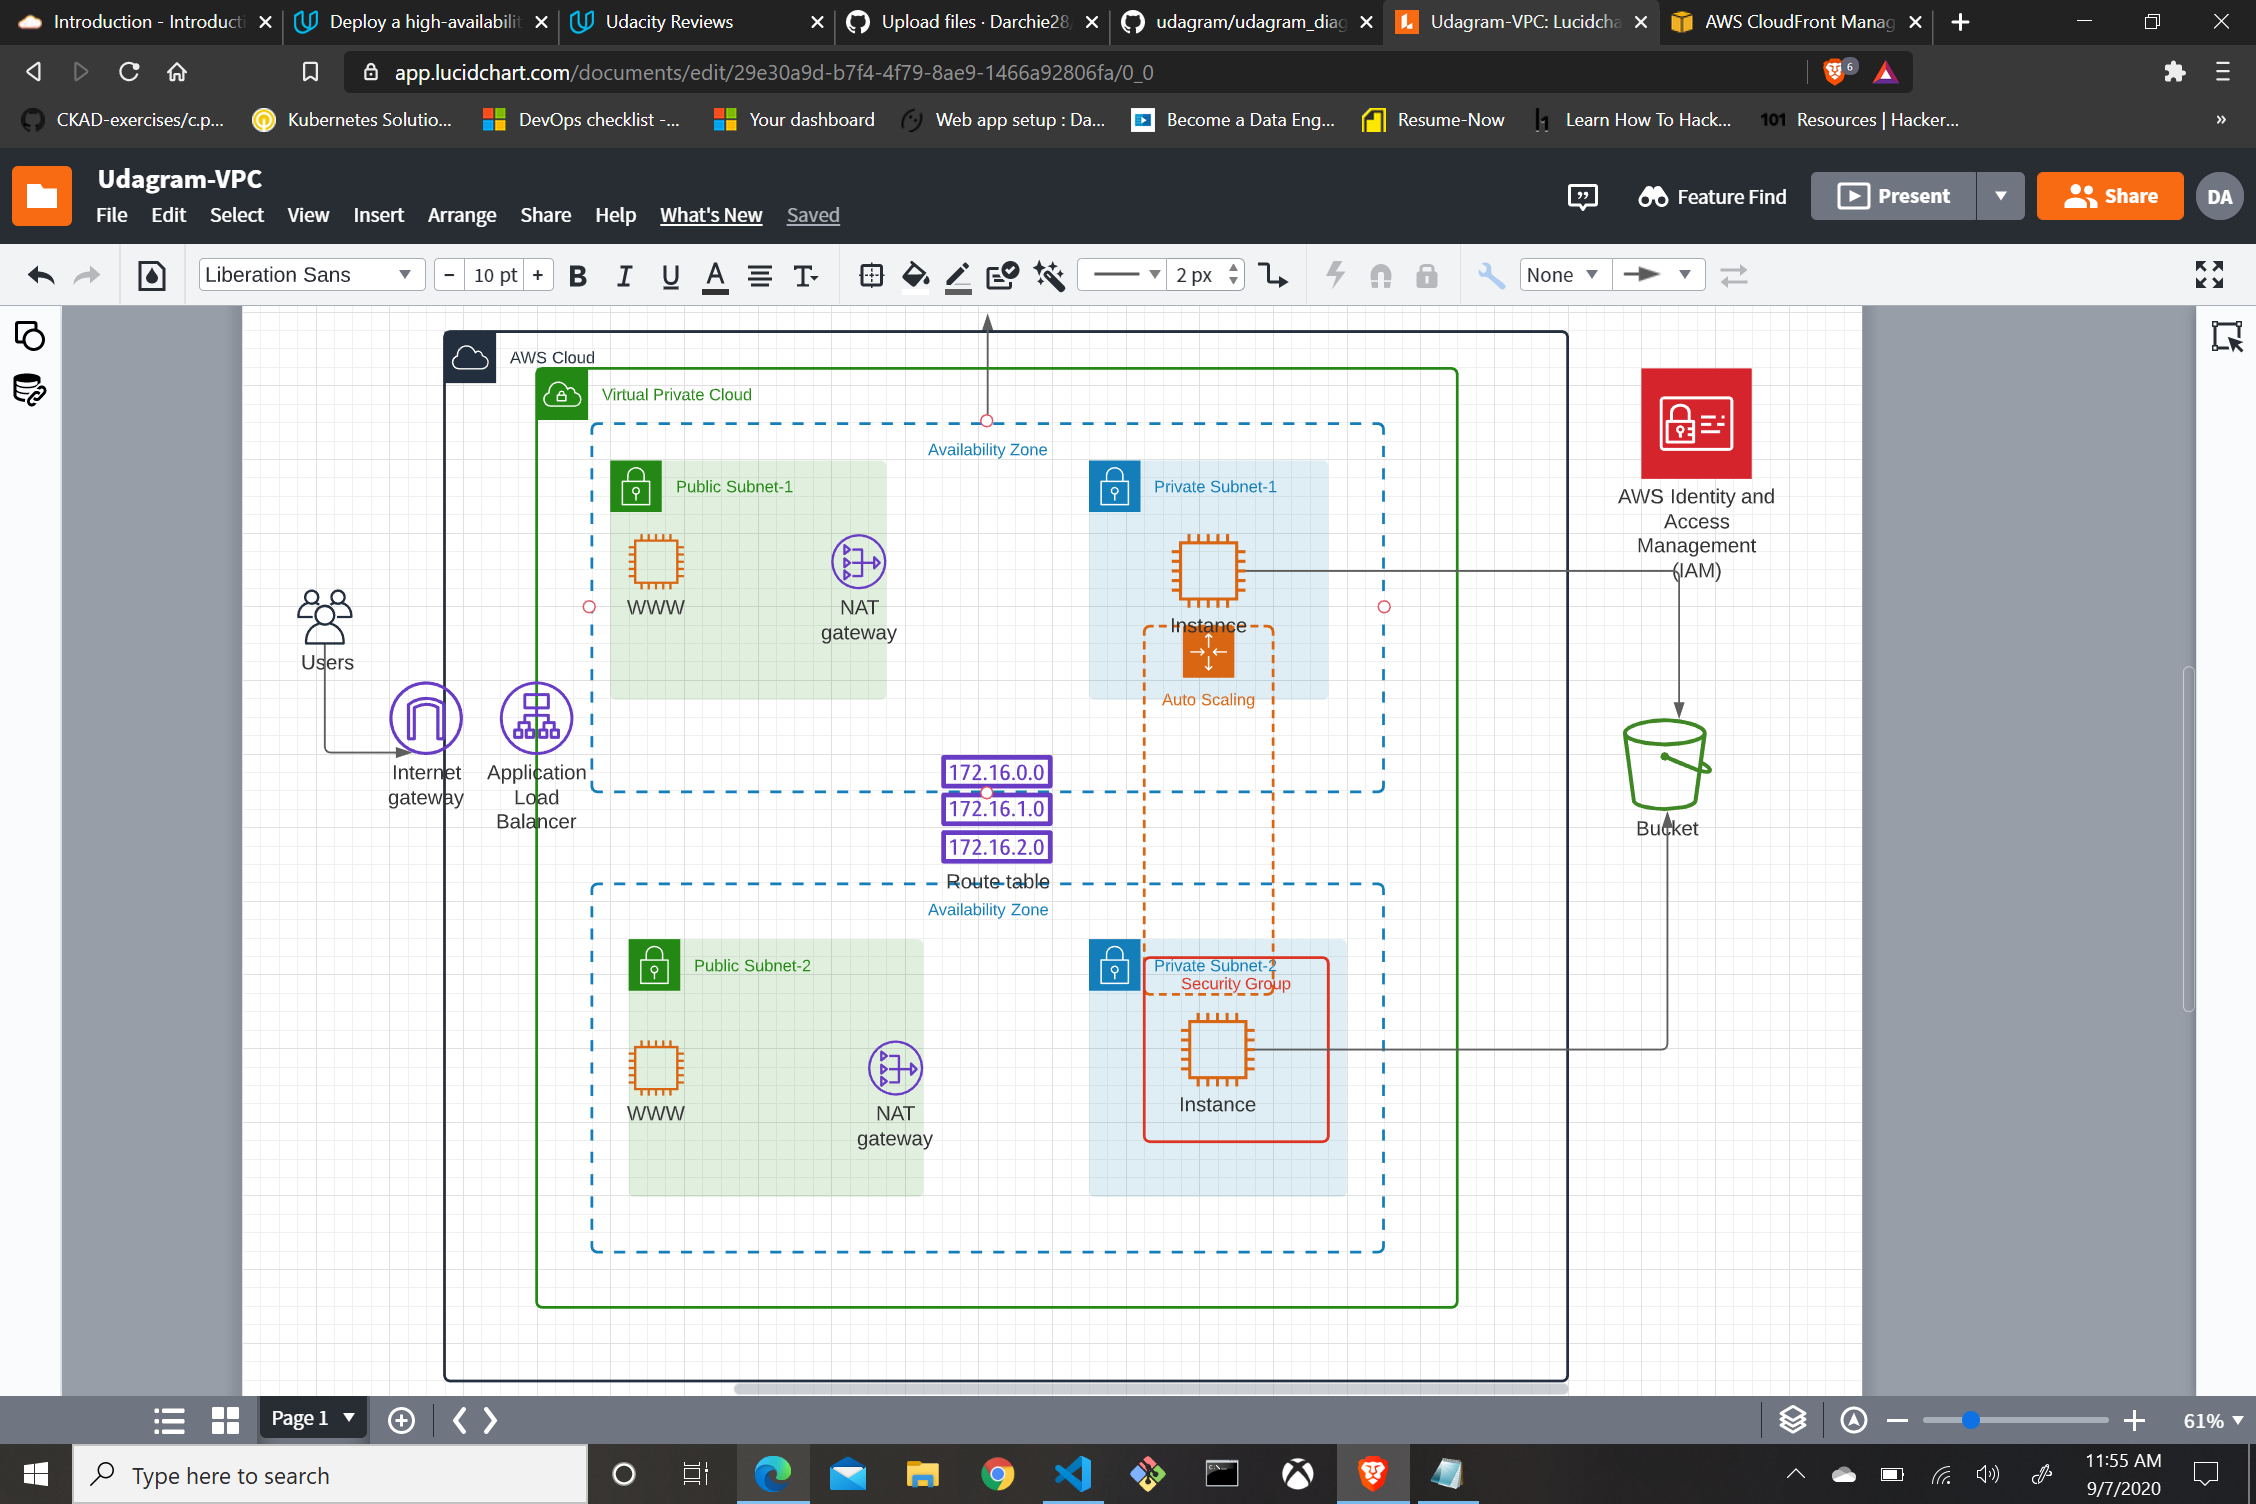 Introduction - Introducti
Deploy a high-availabilit
Udacity Reviews
Upload files · Darchie28/
udagram/udagram_diag
Udagram-VPC: Lucidcha
AWS CloudFront Manag
app.lucidchart.com/documents/edit/29e30a9d-b7f4-4f79-8ae9-1466a92806fa/0_0
6
CKAD-exercises/c.p...
Kubernetes Solutio...
DevOps checklist -...
Your dashboard
Web app setup : Da...
Become a Data Eng...
Resume-Now
Learn How To Hack...
101 Resources | Hacker...
»
Udagram-VPC
File Edit Select View Insert Arrange Share Help What's New Saved
Feature Find
Present
Share
DA
Liberation Sans
- 10 pt +
B I U A T
2 px
None
AWS Cloud
Virtual Private Cloud
Availability Zone
Public Subnet-1
Private Subnet-1
AWS Identity and
Access
Management
(IAM)
WWW
NAT
gateway
Instance
Users
Auto Scaling
Internet
gateway
Application
Load
Balancer
172.16.0.0
172.16.1.0
172.16.2.0
Route table
Bucket
Availability Zone
Public Subnet-2
Private Subnet-2
Security Group
WWW
NAT
gateway
Instance
Page 1
61%
Type here to search
11:55 AM
9/7/2020